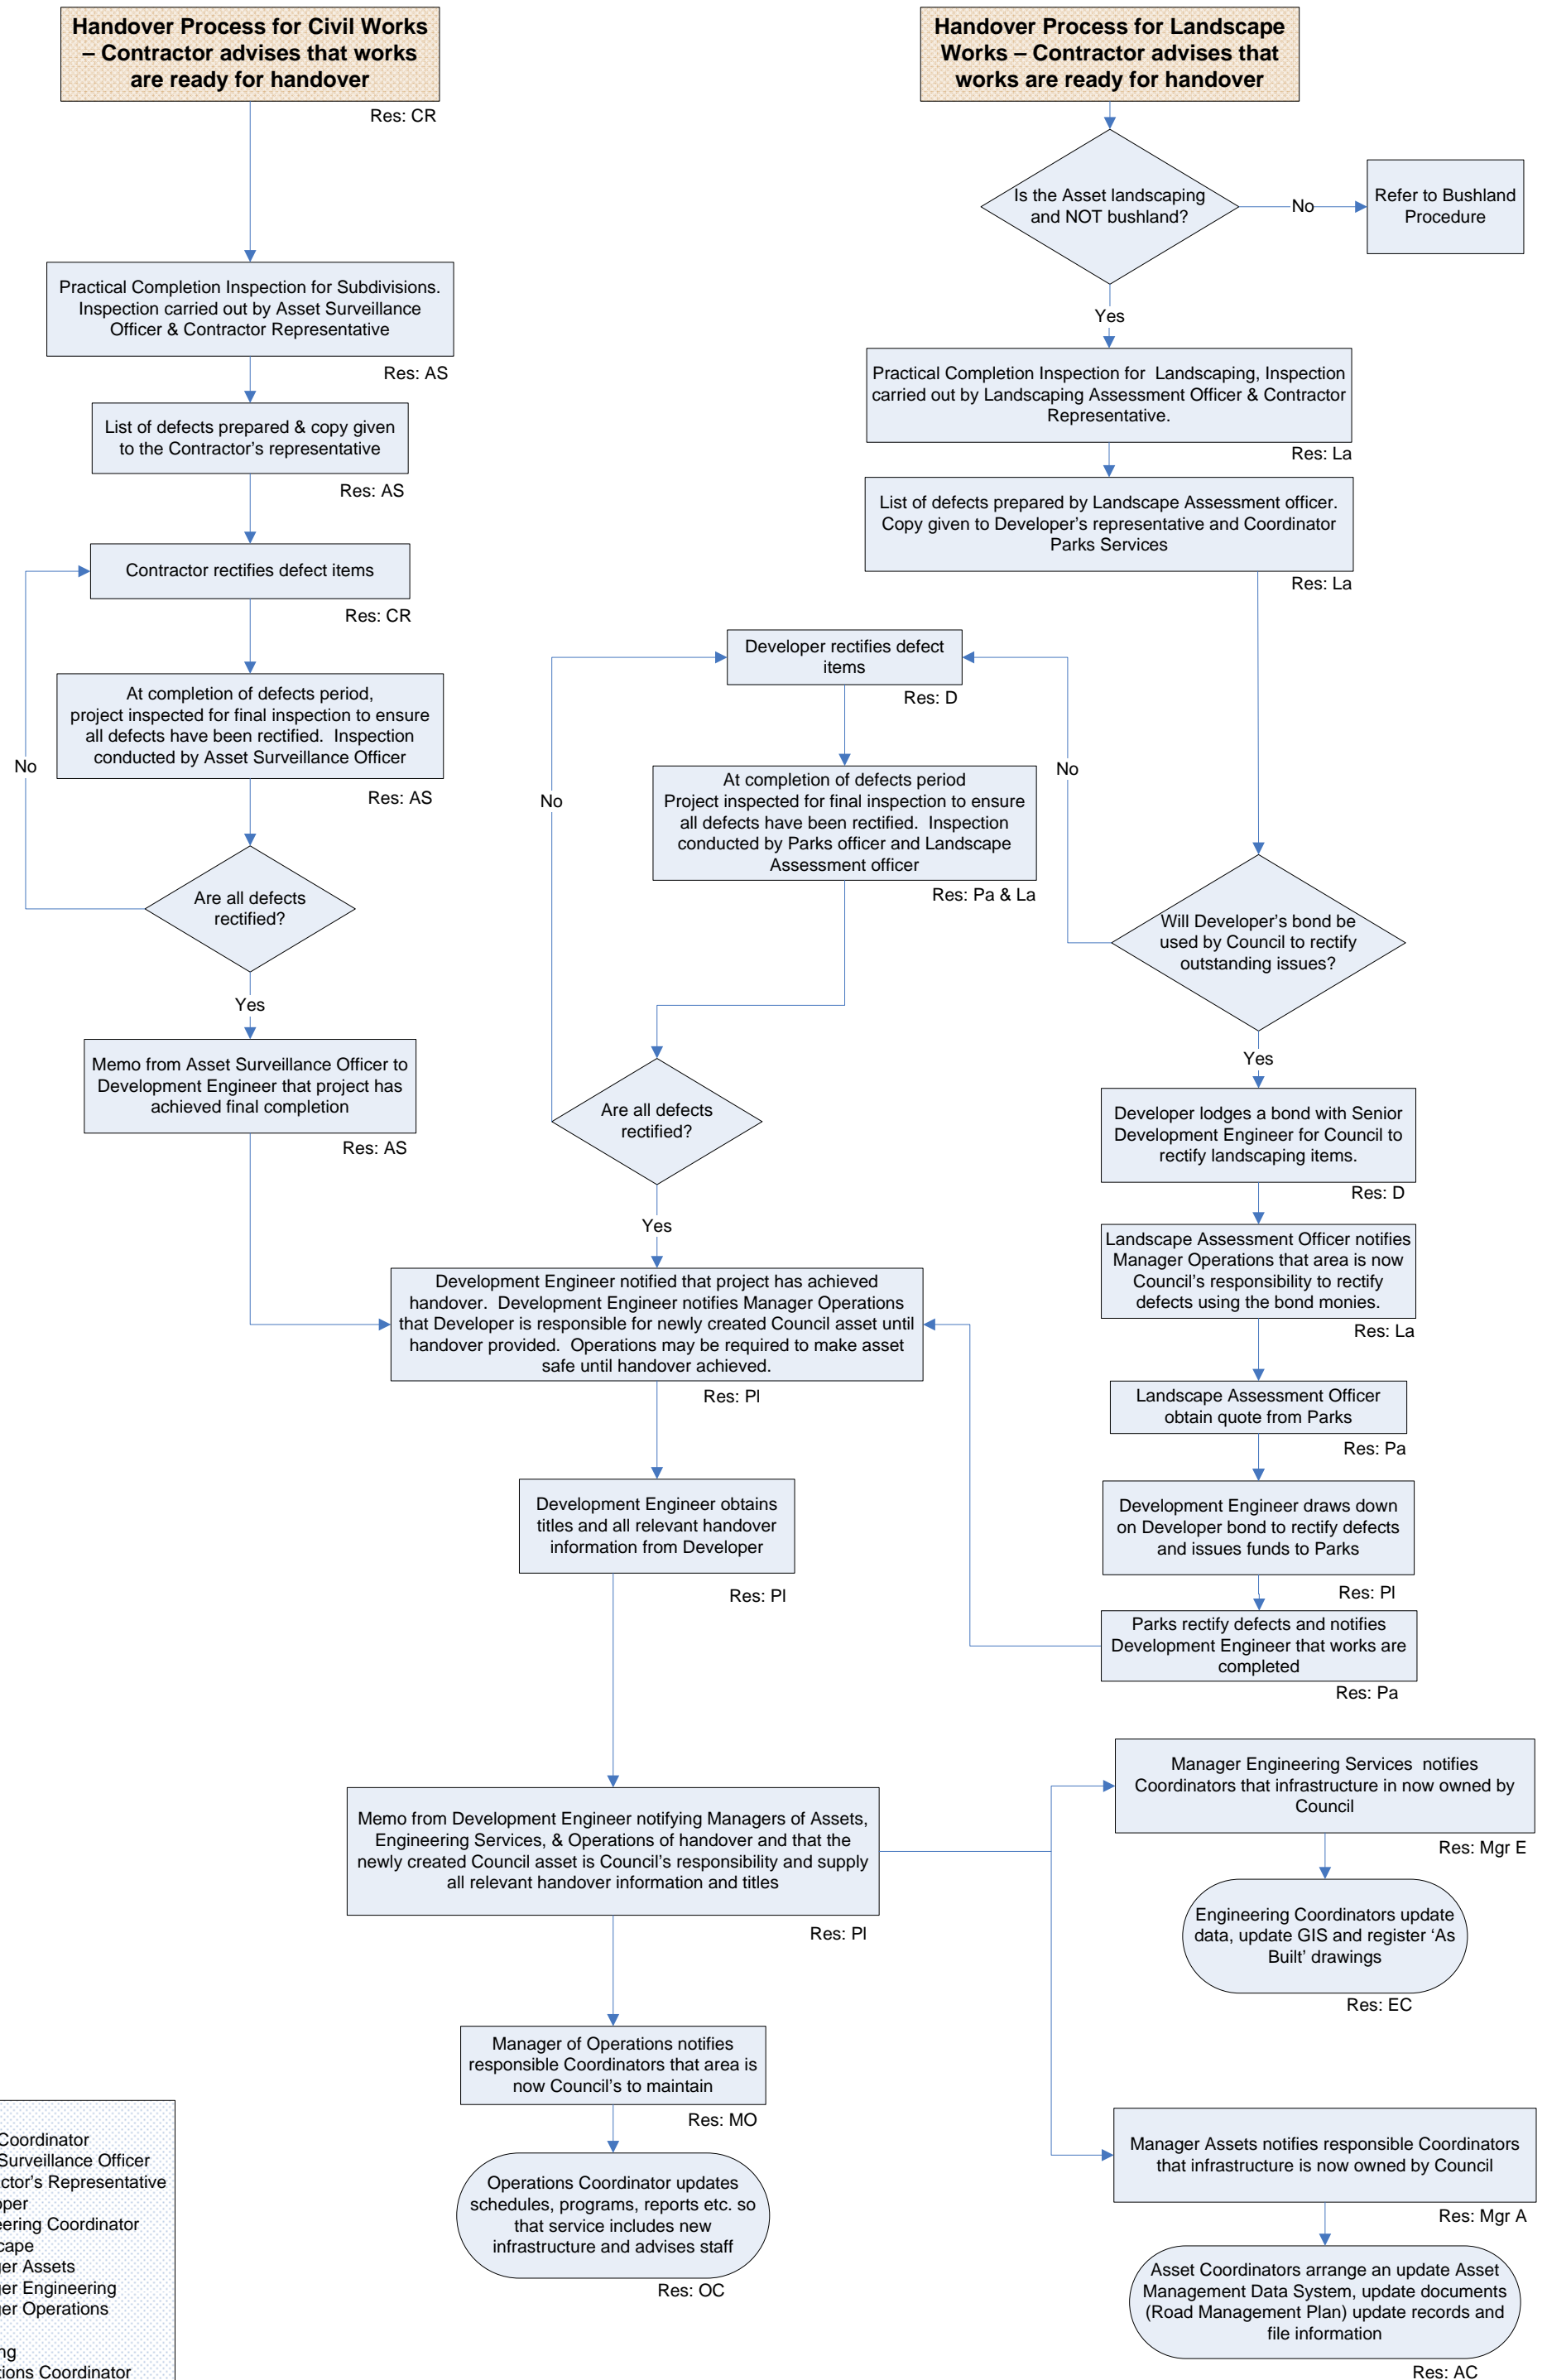 Handover Process for Civil Works
– Contractor advises that works
are ready for handover
Res: CR
Practical Completion Inspection for Subdivisions.
Inspection carried out by Asset Surveillance
Officer & Contractor Representative
Res: AS
List of defects prepared & copy given
to the Contractor’s representative
Res: AS
Contractor rectifies defect items
Res: CR
At completion of defects period,
project inspected for final inspection to ensure
all defects have been rectified.  Inspection
conducted by Asset Surveillance Officer
Res: AS
No
Are all defects
rectified?
Yes
Memo from Asset Surveillance Officer to
Development Engineer that project has
achieved final completion
Res: AS
Handover Process for Landscape
Works – Contractor advises that
works are ready for handover
Is the Asset landscaping
and NOT bushland?
No
Refer to Bushland
Procedure
Yes
Practical Completion Inspection for  Landscaping, Inspection
carried out by Landscaping Assessment Officer & Contractor
Representative.
Res: La
List of defects prepared by Landscape Assessment officer.
Copy given to Developer’s representative and Coordinator
Parks Services
Res: La
Developer rectifies defect
items
Res: D
No
No
At completion of defects period
Project inspected for final inspection to ensure
all defects have been rectified.  Inspection
conducted by Parks officer and Landscape
Assessment officer
Res: Pa & La
Will Developer’s bond be
used by Council to rectify
outstanding issues?
Yes
Are all defects
rectified?
Yes
Developer lodges a bond with Senior
Development Engineer for Council to
rectify landscaping items.
Res: D
Landscape Assessment Officer notifies
Manager Operations that area is now
Council’s responsibility to rectify
defects using the bond monies.
Res: La
Landscape Assessment Officer
obtain quote from Parks
Res: Pa
Development Engineer draws down
on Developer bond to rectify defects
and issues funds to Parks
Res: Pl
Parks rectify defects and notifies
Development Engineer that works are
completed
Res: Pa
Development Engineer notified that project has achieved
handover.  Development Engineer notifies Manager Operations
that Developer is responsible for newly created Council asset until
handover provided.  Operations may be required to make asset
safe until handover achieved.
Res: Pl
Development Engineer obtains
titles and all relevant handover
information from Developer
Res: Pl
Memo from Development Engineer notifying Managers of Assets,
Engineering Services, & Operations of handover and that the
newly created Council asset is Council’s responsibility and supply
all relevant handover information and titles
Res: Pl
Manager Engineering Services  notifies
Coordinators that infrastructure in now owned by
Council
Res: Mgr E
Engineering Coordinators update
data, update GIS and register ‘As
Built’ drawings
Res: EC
Manager of Operations notifies
responsible Coordinators that area is
now Council’s to maintain
Res: MO
Operations Coordinator updates
schedules, programs, reports etc. so
that service includes new
infrastructure and advises staff
Res: OC
Manager Assets notifies responsible Coordinators
that infrastructure is now owned by Council
Res: Mgr A
Asset Coordinators arrange an update Asset
Management Data System, update documents
(Road Management Plan) update records and
file information
Res: AC
Coordinator
Surveillance Officer
ctor’s Representative
oper
eering Coordinator
cape
ger Assets
ger Engineering
ger Operations
ng
tions Coordinator